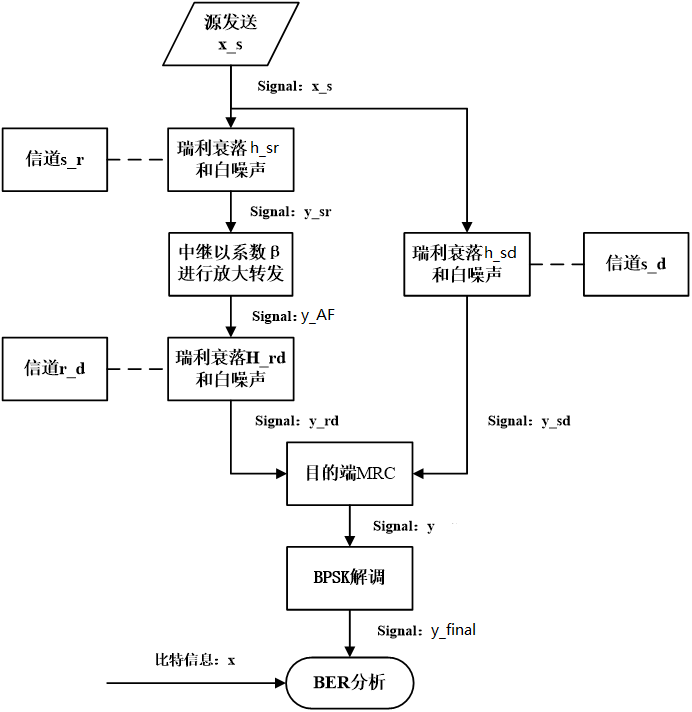 源发送
x_s
Signal：x_s
信道s_r
瑞利衰落h_sr
和白噪声
Signal：y_sr
中继以系数β
进行放大转发
瑞利衰落h_sd
和白噪声
信道s_d
Signal：y_AF
信道r_d
瑞利衰落H_rd
和白噪声
Signal：y_rd
Signal：y_sd
目的端MRC
Signal：y
BPSK解调
Signal：y_final
比特信息：x
BER分析